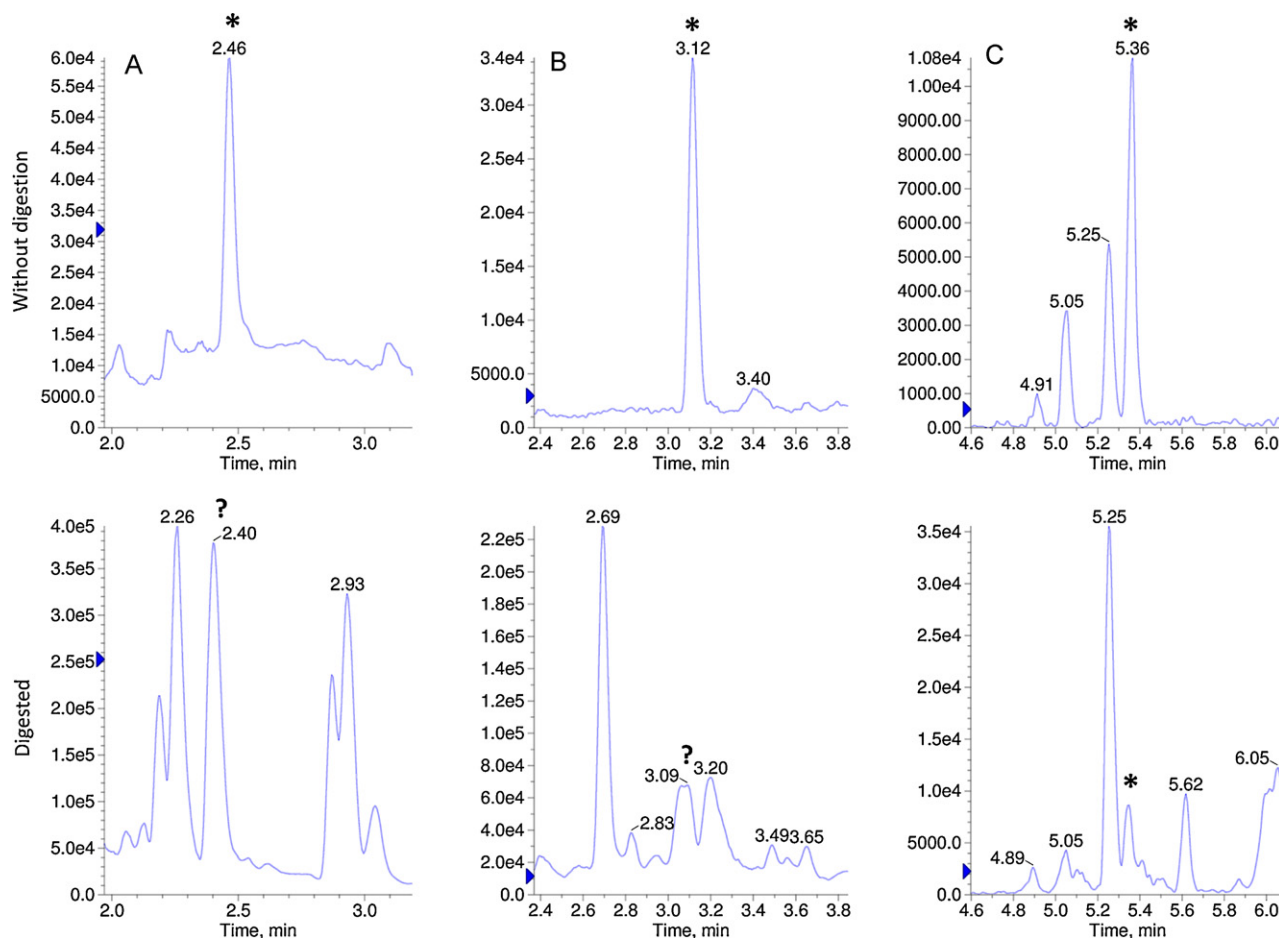 Without digestion
A
*
2.46
6.0e4
5.5e4
5.0e4
4.5e4
4.0e4
3.5e4
3.0e4
2.5e4
2.0e4
1.5e4
1.0e4
5000.0
0.0
2.0 2.5 3.0
Time, min
B
*
3.12
3.40
3.4e4
3.0e4
2.5e4
2.0e4
1.5e4
1.0e4
5000.0
0.0
2.4 2.6 2.8 3.0 3.2 3.4 3.6 3.8
Time, min
C
*
5.36
5.25
5.05
4.91
1.08e4
1.00e4
9000.00
8000.00
7000.00
6000.00
5000.00
4000.00
3000.00
2000.00
1000.00
0.00
4.6 4.8 5.0 5.2 5.4 5.6 5.8 6.0
Time, min
Digested
?
2.26
2.40
2.93
4.0e5
3.5e5
3.0e5
2.5e5
2.0e5
1.5e5
1.0e5
5.0e4
0.0
2.0 2.5 3.0
Time, min
2.69
?
3.09 3.20
2.83
3.49 3.65
2.2e5
2.0e5
1.8e5
1.6e5
1.4e5
1.2e5
1.0e5
8.0e4
6.0e4
4.0e4
2.0e4
0.0
2.4 2.6 2.8 3.0 3.2 3.4 3.6 3.8
Time, min
5.25
*
6.05
5.62
5.05
4.89
3.5e4
3.0e4
2.5e4
2.0e4
1.5e4
1.0e4
5000.0
0.0
4.6 4.8 5.0 5.2 5.4 5.6 5.8 6.0
Time, min